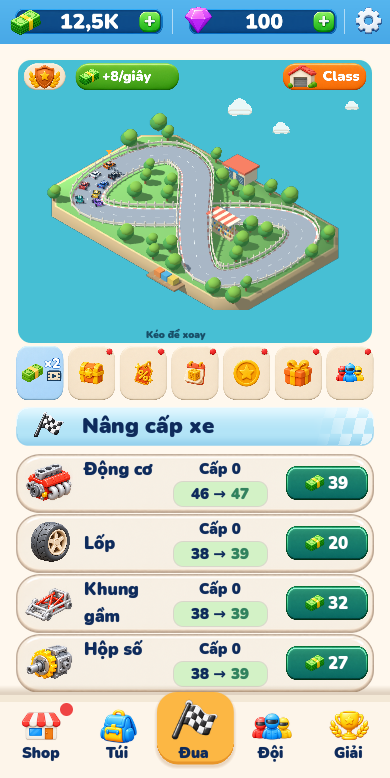 12,5K
100
+8/giây
Class
Kéo để xoay
x2
Nâng cấp xe
Động cơ
Cấp 0
46 → 47
39
Lốp
Cấp 0
38 → 39
20
Khung
gầm
Cấp 0
38 → 39
32
Hộp số
Cấp 0
38 → 39
27
Shop
Túi
Đua
Đội
Giải